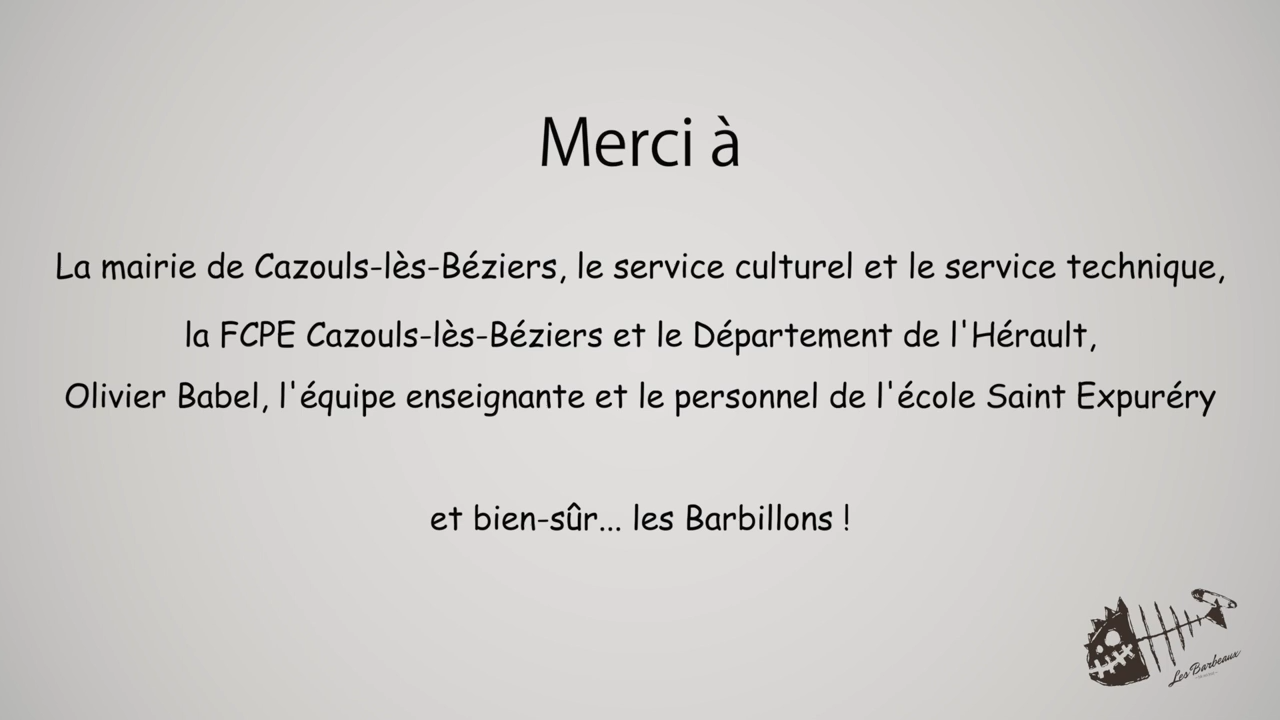 Merci à
La mairie de Cazouls-lès-Béziers, le service culturel et le service technique,
la FCPE Cazouls-lès-Béziers et le Département de l'Hérault,
Olivier Babel, l'équipe enseignante et le personnel de l'école Saint Expuréry
et bien-sûr... les Barbillons !
Les Barbeaux